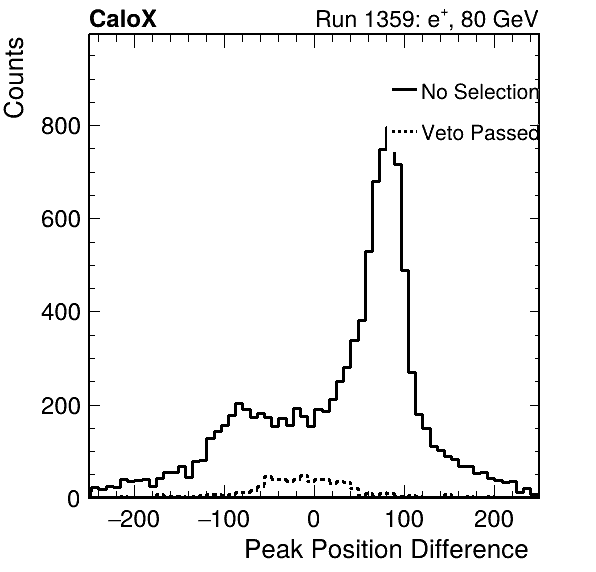 CaloX Run 1359: e+, 80 GeV
Counts
No Selection
Veto Passed
800
600
400
200
0
−200 −100 0 100 200
Peak Position Difference